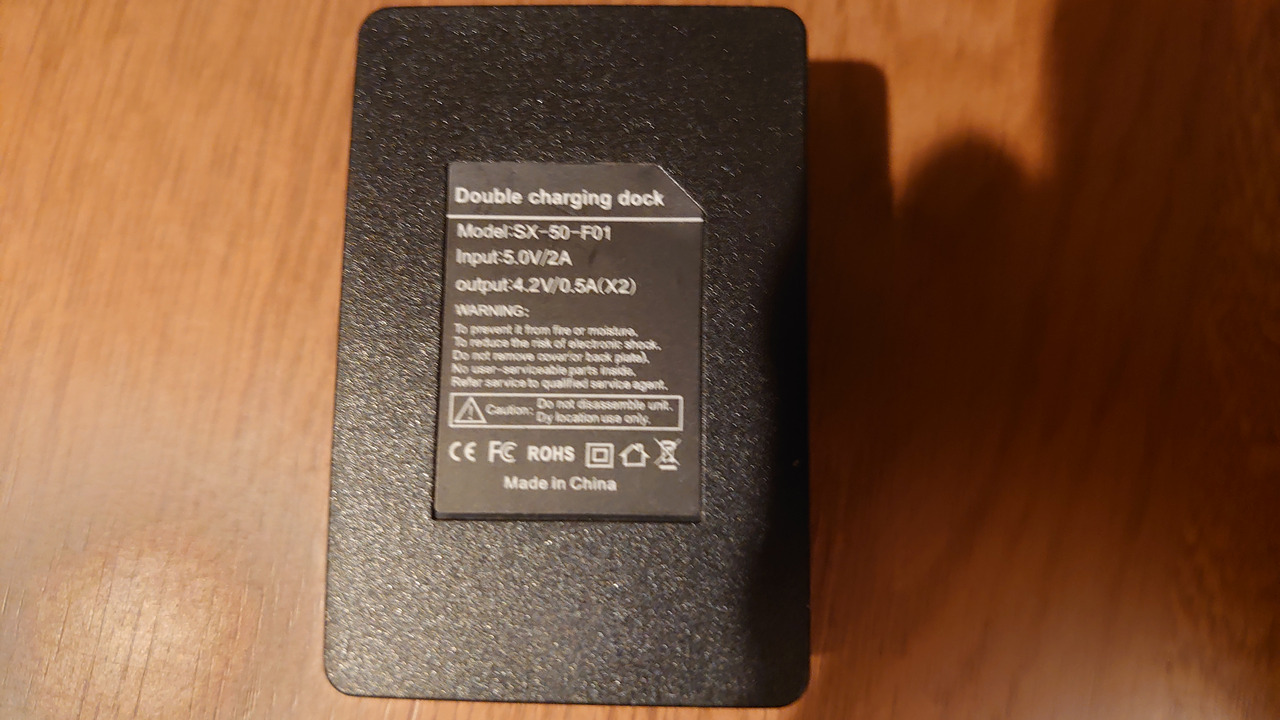 Double charging dock
Model:SX-50-F01
Input:5.0V/2A
output:4.2V/0.5A(X2)
WARNING:
To prevent it from fire or moisture.
To reduce the risk of electronic shock.
Do not remove cover(or back plate).
No user-serviceable parts inside.
Refer service to qualified service agent.
Caution: Do not disassemble unit.
Dy location use only.
CE FC ROHS
Made in China